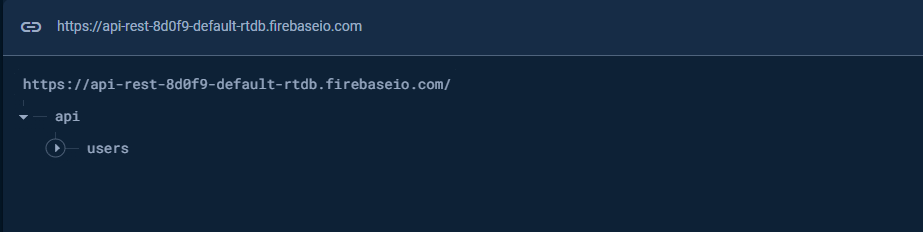 https://api-rest-8d0f9-default-rtdb.firebaseio.com
https://api-rest-8d0f9-default-rtdb.firebaseio.com/
api
users